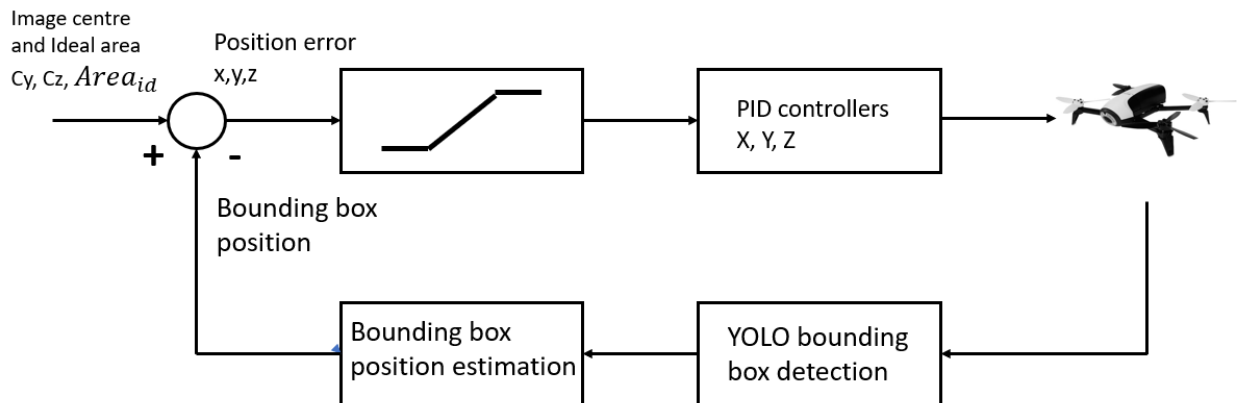 Image centre
and Ideal area
Cy, Cz, Area_id
Position error
x,y,z
+ -
PID controllers
X, Y, Z
Bounding box
position
Bounding box
position estimation
YOLO bounding
box detection